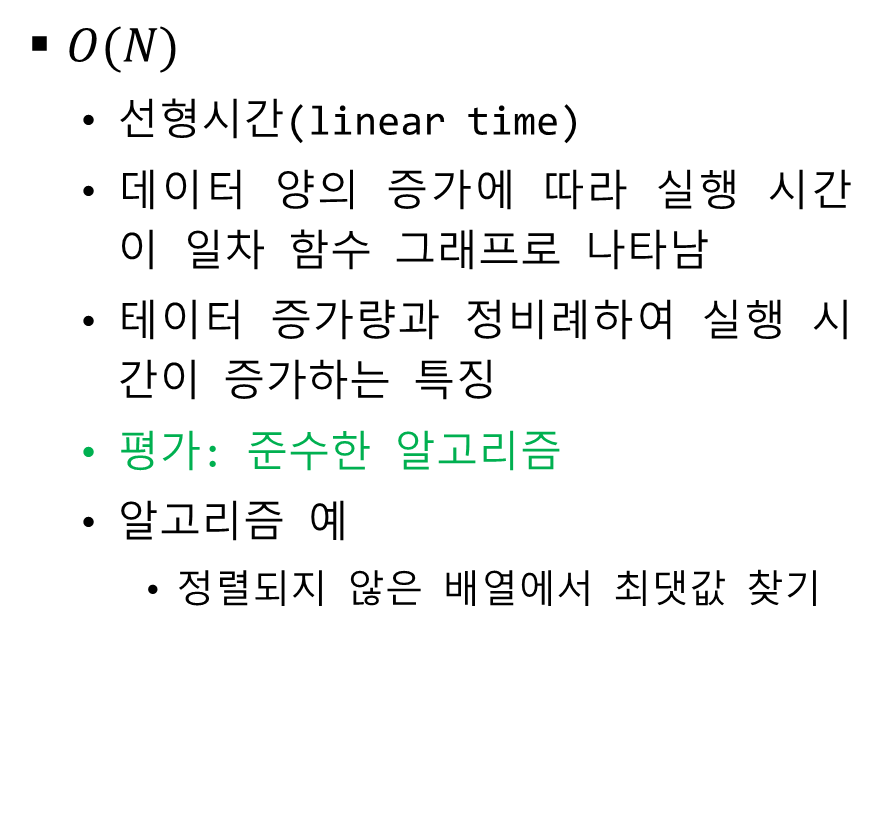 ▪ O(N)
• 선형시간(linear time)
• 데이터 양의 증가에 따라 실행 시간
이 일차 함수 그래프로 나타남
• 테이터 증가량과 정비례하여 실행 시
간이 증가하는 특징
• 평가: 준수한 알고리즘
• 알고리즘 예
• 정렬되지 않은 배열에서 최댓값 찾기